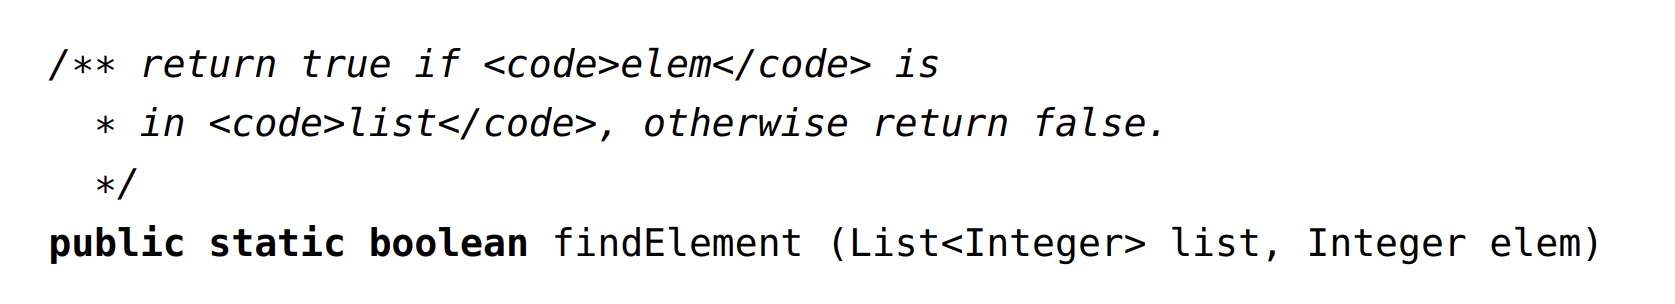 /** return true if <code>elem</code> is
* in <code>list</code>, otherwise return false.
*/
public static boolean findElement (List<Integer> list, Integer elem)